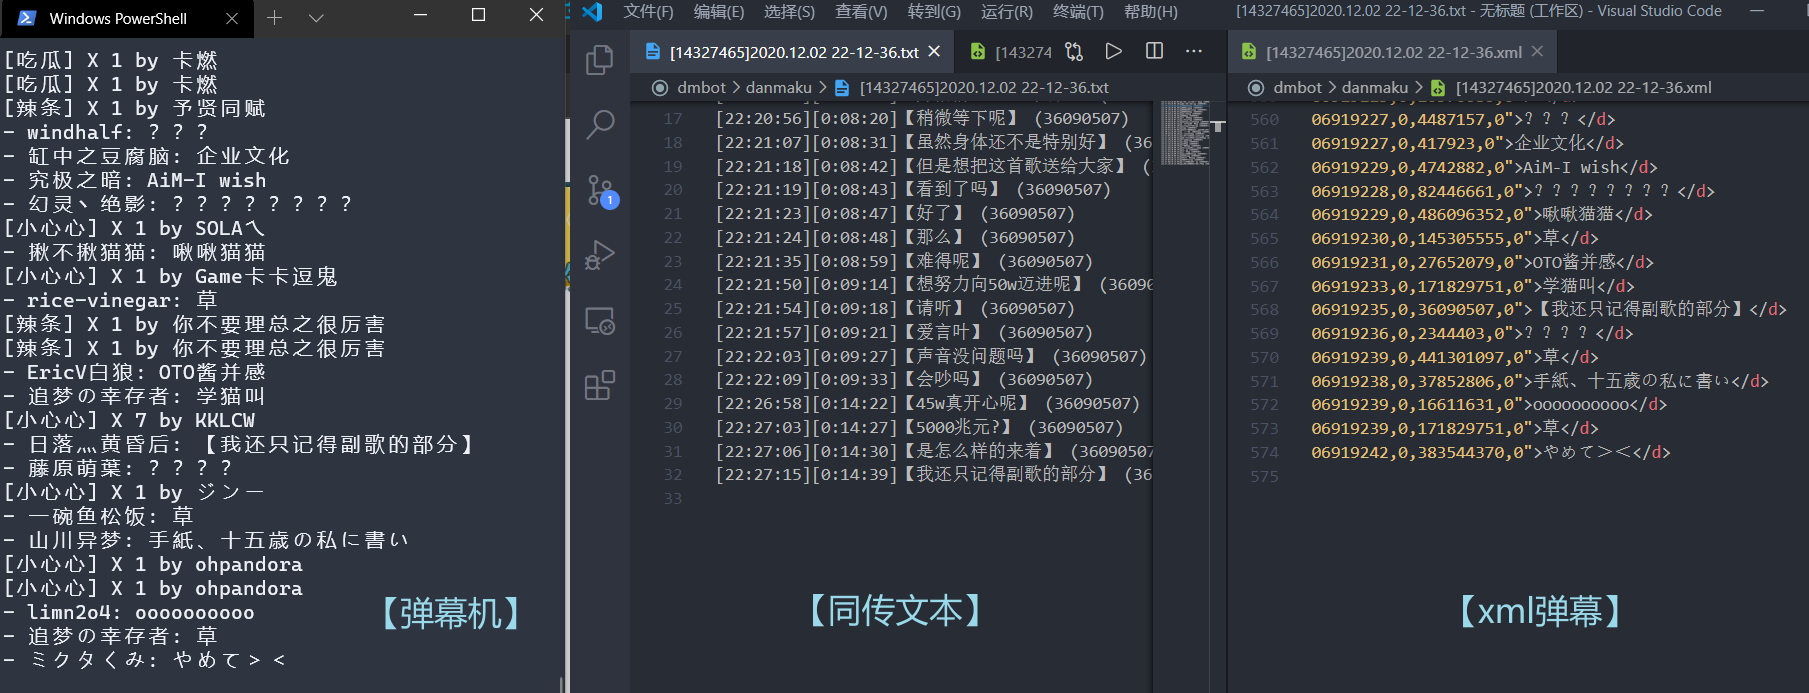 Windows PowerShell
[吃瓜] X 1 by 卡燃
[吃瓜] X 1 by 卡燃
[辣条] X 1 by 予贤同赋
- windhalf: ？？？
- 缸中之豆腐脑: 企业文化
- 究极之暗: AiM-I wish
- 幻灵丶绝影: ？？？？？？？？
[小心心] X 1 by SOLA乀
- 揪不揪猫猫: 啾啾猫猫
[小心心] X 1 by Game卡卡逗鬼
- rice-vinegar: 草
[辣条] X 1 by 你不要理总之很厉害
[辣条] X 1 by 你不要理总之很厉害
- EricV白狼: OTO酱并感
- 追梦の幸存者: 学猫叫
[小心心] X 7 by KKLCW
- 日落灬黄昏后: 【我还只记得副歌的部分】
- 藤原萌葉: ？？？？
[小心心] X 1 by ジン一
- 一碗鱼松饭: 草
- 山川异梦: 手紙、十五歳の私に書い
[小心心] X 1 by ohpandora
[小心心] X 1 by ohpandora
- limn2o4: oooooooooo
- 追梦の幸存者: 草
- ミクタくみ: やめて＞＜
【弹幕机】
文件(F) 编辑(E) 选择(S) 查看(V) 转到(G) 运行(R) 终端(T) 帮助(H)
[14327465]2020.12.02 22-12-36.txt - 无标题 (工作区) - Visual Studio Code
1
[14327465]2020.12.02 22-12-36.txt
[143274
dmbot > danmaku > [14327465]2020.12.02 22-12-36.txt
17 [22:20:56][0:08:20]【稍微等下呢】 (36090507)
18 [22:21:07][0:08:31]【虽然身体还不是特别好】 (36
19 [22:21:18][0:08:42]【但是想把这首歌送给大家】 (
20 [22:21:19][0:08:43]【看到了吗】 (36090507)
21 [22:21:23][0:08:47]【好了】 (36090507)
22 [22:21:24][0:08:48]【那么】 (36090507)
23 [22:21:35][0:08:59]【难得呢】 (36090507)
24 [22:21:50][0:09:14]【想努力向50w迈进呢】 (3609
25 [22:21:54][0:09:18]【请听】 (36090507)
26 [22:21:57][0:09:21]【爱言叶】 (36090507)
27 [22:22:03][0:09:27]【声音没问题吗】 (36090507)
28 [22:22:09][0:09:33]【会吵吗】 (36090507)
29 [22:26:58][0:14:22]【45w真开心呢】 (36090507)
30 [22:27:03][0:14:27]【5000兆元?】 (36090507)
31 [22:27:06][0:14:30]【是怎么样的来着】 (36090507
32 [22:27:15][0:14:39]【我还只记得副歌的部分】 (36
33
【同传文本】
[14327465]2020.12.02 22-12-36.xml
dmbot > danmaku > [14327465]2020.12.02 22-12-36.xml
560 06919227,0,4487157,0">？？？</d>
561 06919227,0,417923,0">企业文化</d>
562 06919229,0,4742882,0">AiM-I wish</d>
563 06919228,0,82446661,0">？？？？？？？？</d>
564 06919229,0,486096352,0">啾啾猫猫</d>
565 06919230,0,145305555,0">草</d>
566 06919231,0,27652079,0">OTO酱并感</d>
567 06919233,0,171829751,0">学猫叫</d>
568 06919235,0,36090507,0">【我还只记得副歌的部分】</d>
569 06919236,0,2344403,0">？？？？</d>
570 06919239,0,441301097,0">草</d>
571 06919238,0,37852806,0">手紙、十五歳の私に書い</d>
572 06919239,0,16611631,0">oooooooooo</d>
573 06919239,0,171829751,0">草</d>
574 06919242,0,383544370,0">やめて＞＜</d>
575
【xml弹幕】